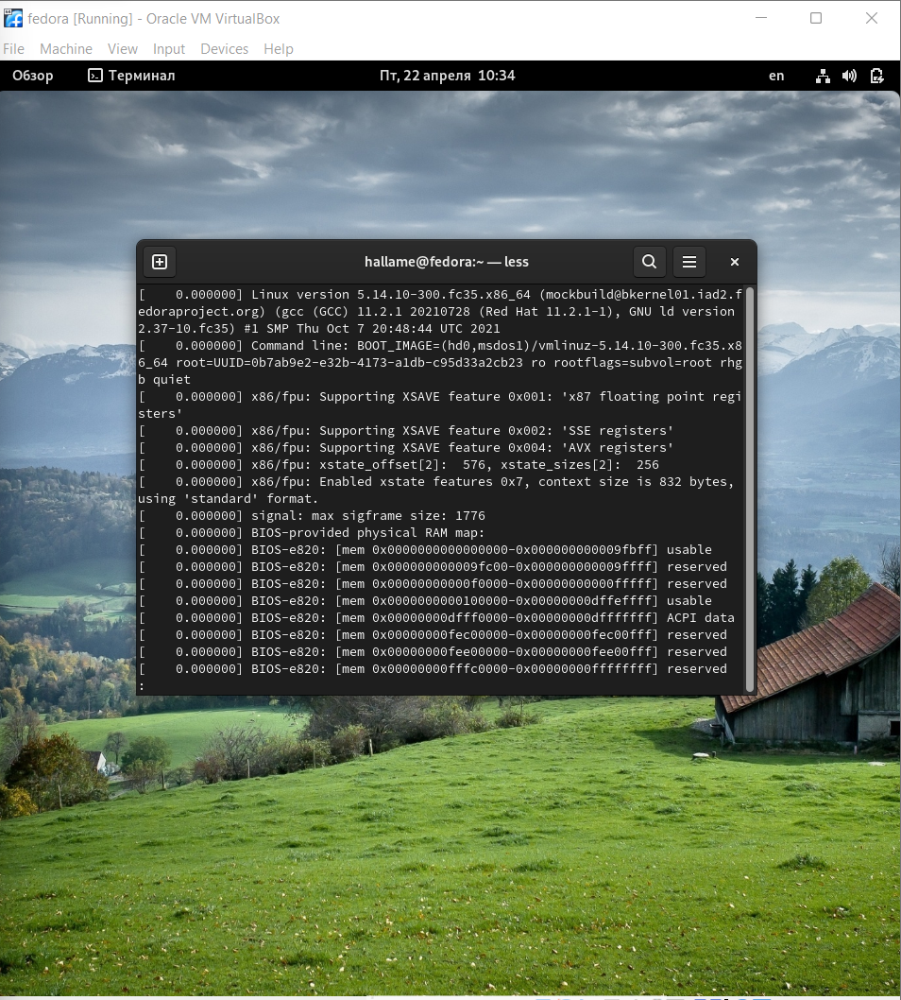 fedora [Running] - Oracle VM VirtualBox
File Machine View Input Devices Help
Обзор Терминал Пт, 22 апреля 10:34 en
hallame@fedora:~ — less
[    0.000000] Linux version 5.14.10-300.fc35.x86_64 (mockbuild@bkernel01.iad2.f
edoraproject.org) (gcc (GCC) 11.2.1 20210728 (Red Hat 11.2.1-1), GNU ld version
2.37-10.fc35) #1 SMP Thu Oct 7 20:48:44 UTC 2021
[    0.000000] Command line: BOOT_IMAGE=(hd0,msdos1)/vmlinuz-5.14.10-300.fc35.x8
6_64 root=UUID=0b7ab9e2-e32b-4173-a1db-c95d33a2cb23 ro rootflags=subvol=root rhg
b quiet
[    0.000000] x86/fpu: Supporting XSAVE feature 0x001: 'x87 floating point regi
sters'
[    0.000000] x86/fpu: Supporting XSAVE feature 0x002: 'SSE registers'
[    0.000000] x86/fpu: Supporting XSAVE feature 0x004: 'AVX registers'
[    0.000000] x86/fpu: xstate_offset[2]:  576, xstate_sizes[2]:  256
[    0.000000] x86/fpu: Enabled xstate features 0x7, context size is 832 bytes,
using 'standard' format.
[    0.000000] signal: max sigframe size: 1776
[    0.000000] BIOS-provided physical RAM map:
[    0.000000] BIOS-e820: [mem 0x0000000000000000-0x000000000009fbff] usable
[    0.000000] BIOS-e820: [mem 0x000000000009fc00-0x000000000009ffff] reserved
[    0.000000] BIOS-e820: [mem 0x00000000000f0000-0x00000000000fffff] reserved
[    0.000000] BIOS-e820: [mem 0x0000000000100000-0x00000000dffeffff] usable
[    0.000000] BIOS-e820: [mem 0x00000000dfff0000-0x00000000dfffffff] ACPI data
[    0.000000] BIOS-e820: [mem 0x00000000fec00000-0x00000000fec00fff] reserved
[    0.000000] BIOS-e820: [mem 0x00000000fee00000-0x00000000fee00fff] reserved
[    0.000000] BIOS-e820: [mem 0x00000000fffc0000-0x00000000ffffffff] reserved
: